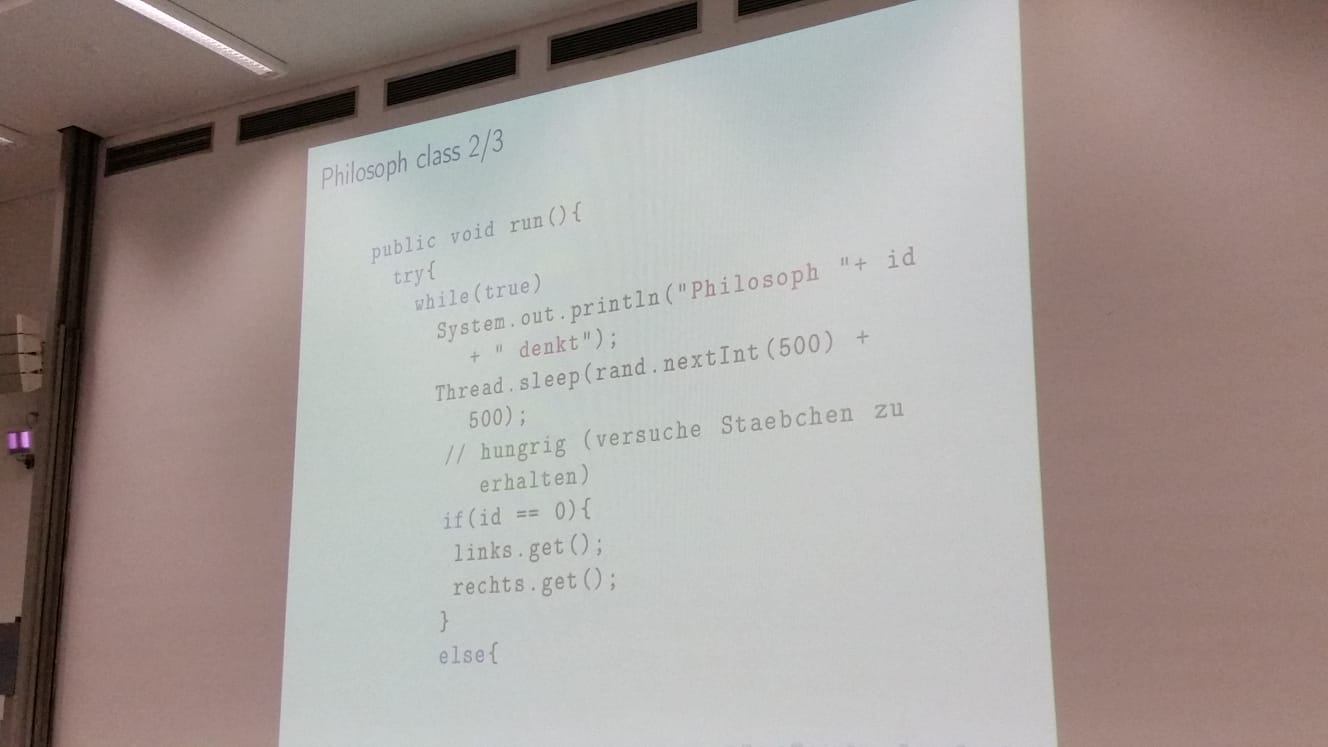 Philosoph class 2/3
public void run(){
try{
while(true)
System.out.println("Philosoph "+ id
+ " denkt");
Thread.sleep(rand.nextInt(500) +
500);
// hungrig (versuche Staebchen zu
erhalten)
if(id == 0){
links.get();
rechts.get();
}
else{